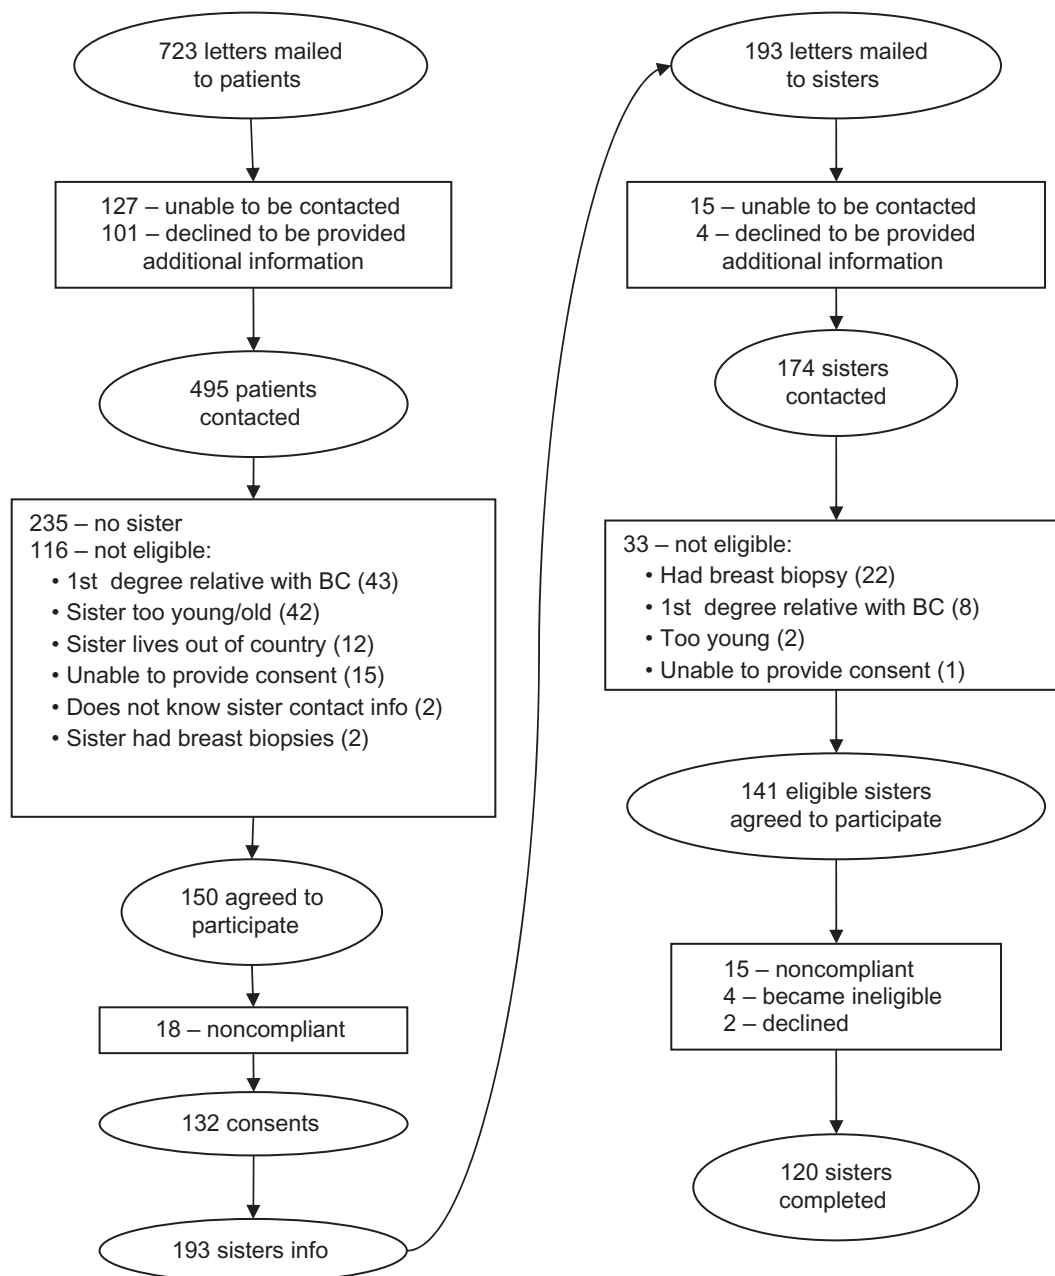 723 letters mailed
to patients
127 – unable to be contacted
101 – declined to be provided
additional information
495 patients
contacted
235 – no sister
116 – not eligible:
• 1st degree relative with BC (43)
• Sister too young/old (42)
• Sister lives out of country (12)
• Unable to provide consent (15)
• Does not know sister contact info (2)
• Sister had breast biopsies (2)
150 agreed to
participate
18 – noncompliant
132 consents
193 sisters info
193 letters mailed
to sisters
15 – unable to be contacted
4 – declined to be provided
additional information
174 sisters
contacted
33 – not eligible:
• Had breast biopsy (22)
• 1st degree relative with BC (8)
• Too young (2)
• Unable to provide consent (1)
141 eligible sisters
agreed to participate
15 – noncompliant
4 – became ineligible
2 – declined
120 sisters
completed